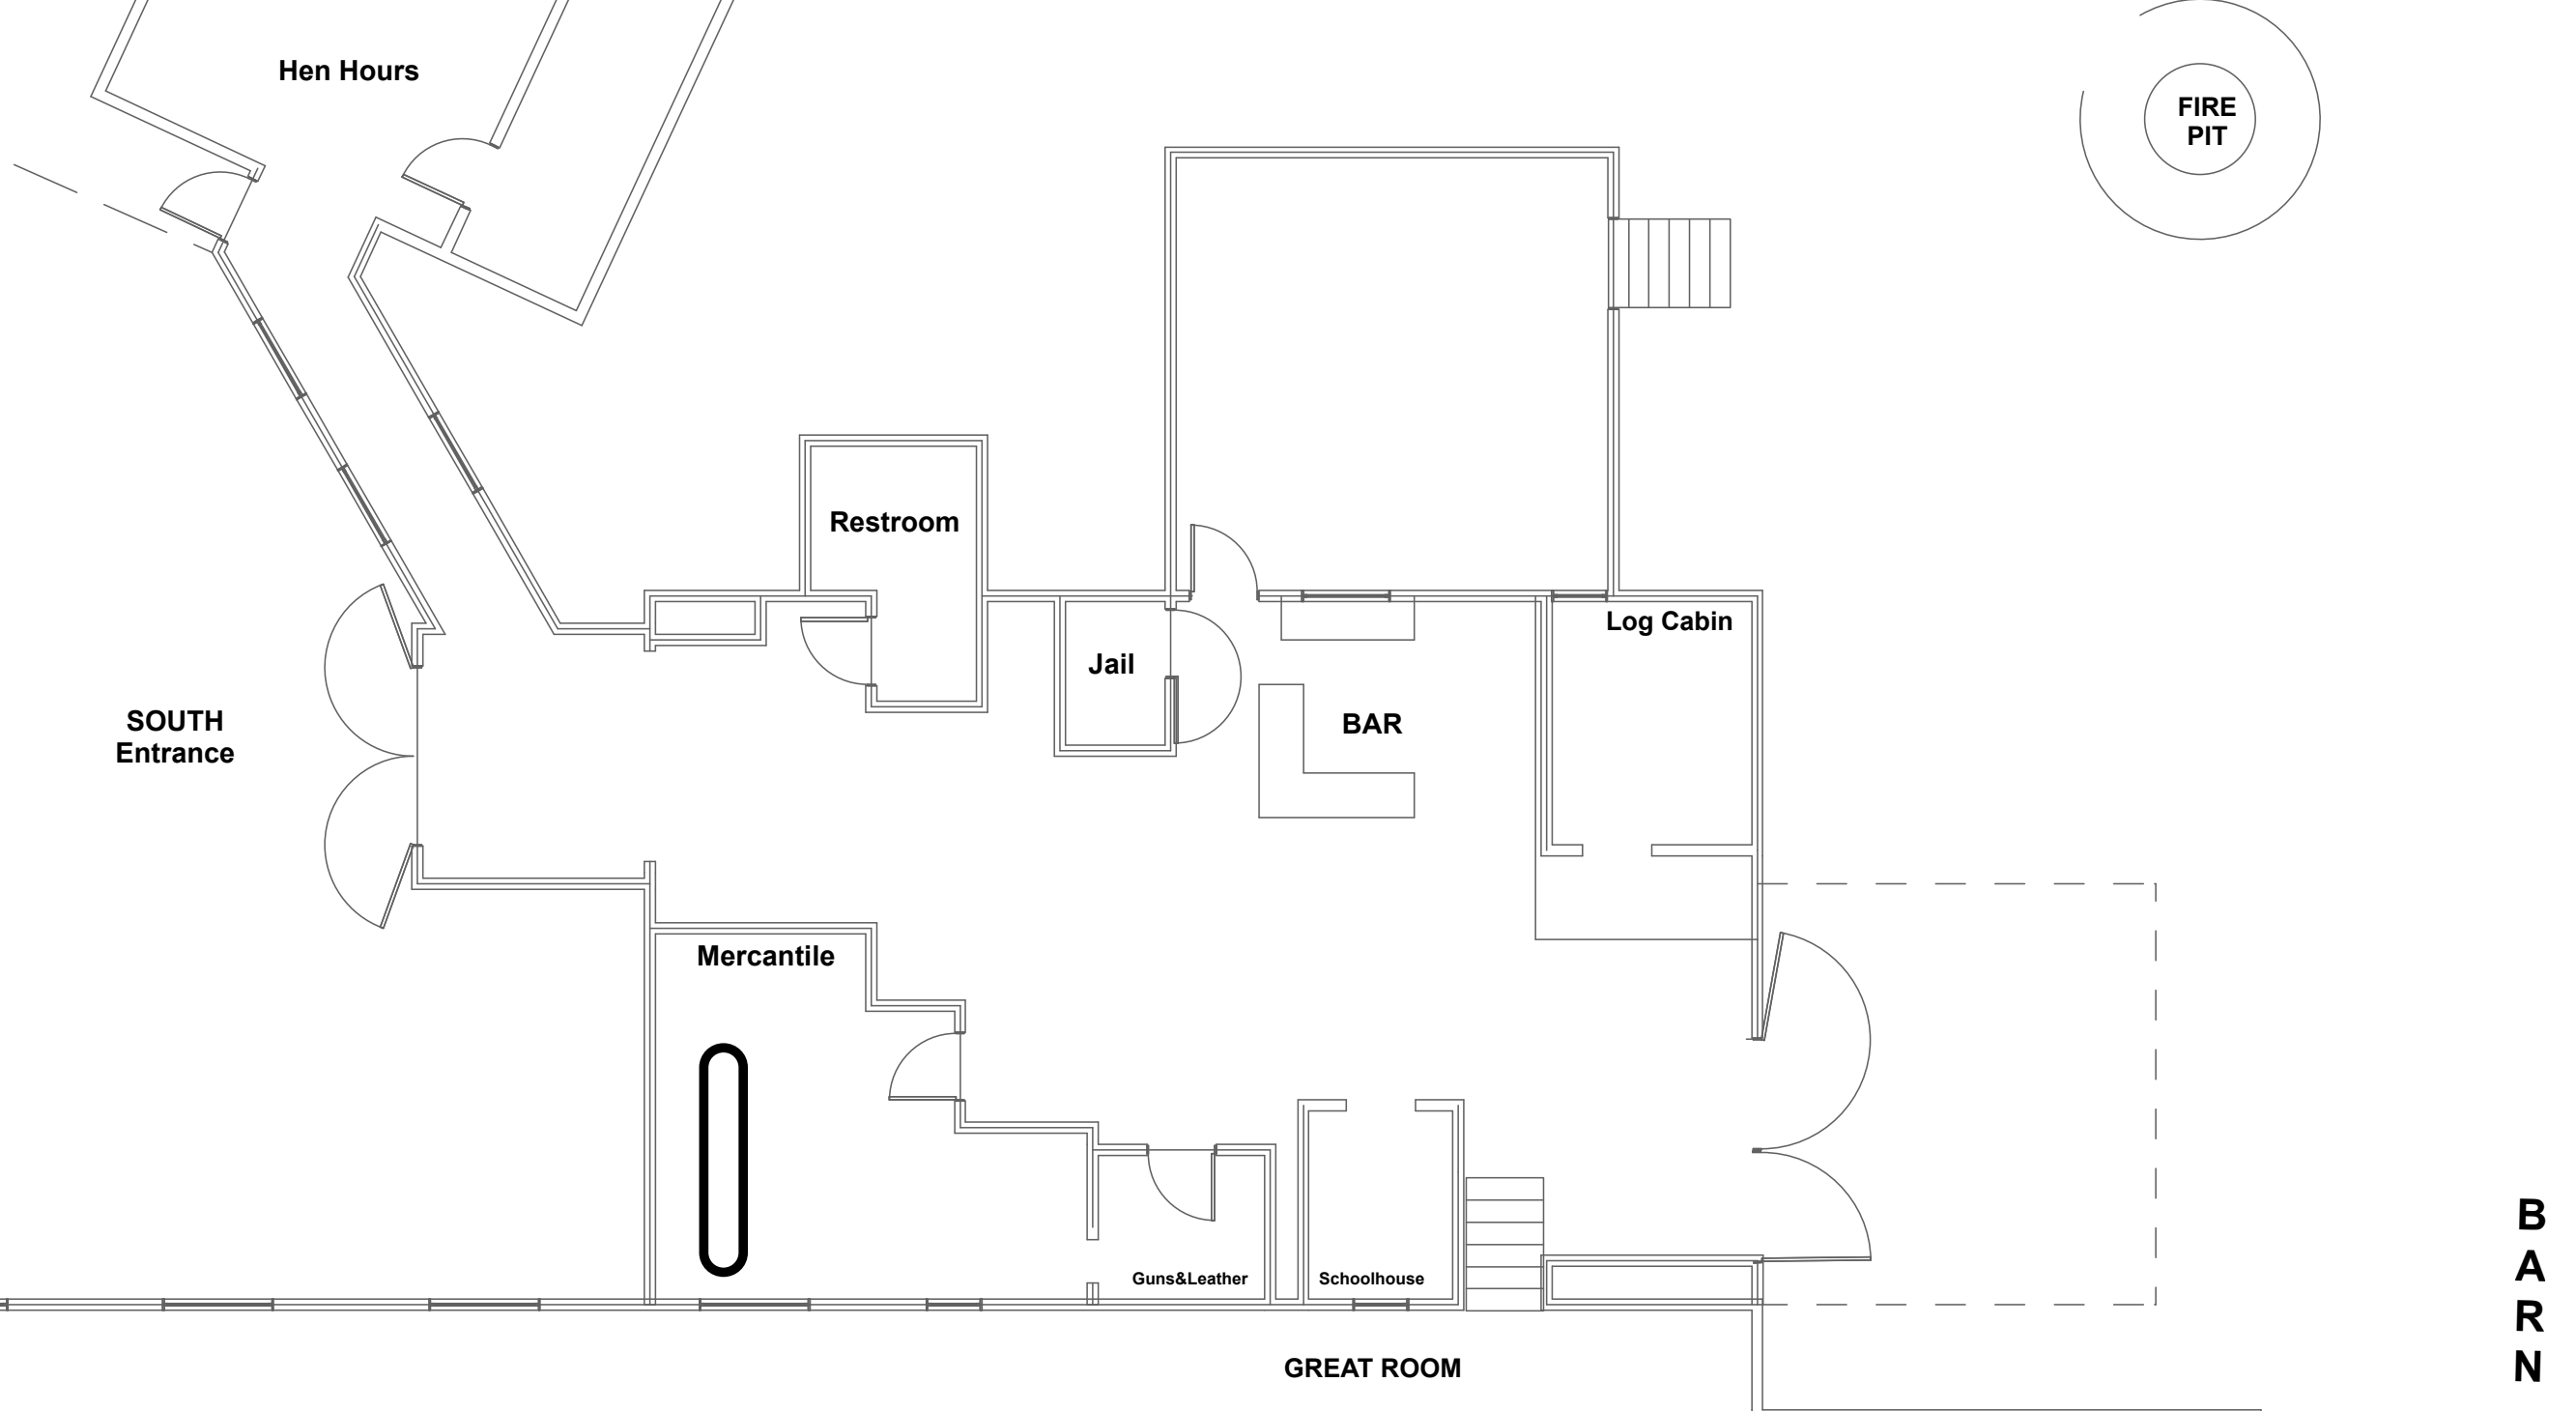 Hen Hours
FIRE
PIT
Restroom
Log Cabin
Jail
SOUTH
Entrance
BAR
Mercantile
Guns&Leather
Schoolhouse
GREAT ROOM
B
A
R
N